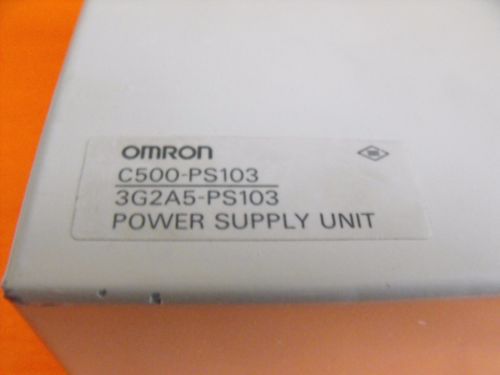 OMRON
C500-PS103
3G2A5-PS103
POWER SUPPLY UNIT